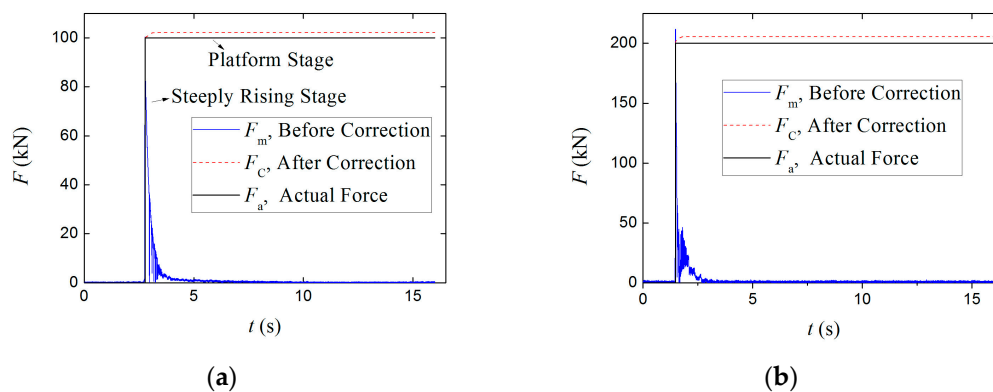 100
80
60
40
20
0
F (kN)
Platform Stage
Steeply Rising Stage
Fm, Before Correction
FC, After Correction
Fa, Actual Force
0 5 10 15
t (s)
(a)
200
150
100
50
0
F (kN)
Fm, Before Correction
FC, After Correction
Fa, Actual Force
0 5 10 15
t (s)
(b)